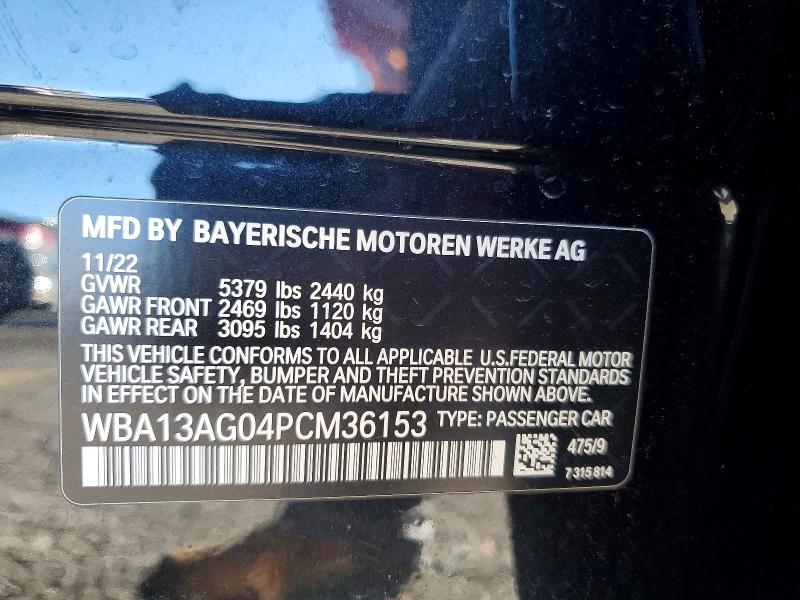 MFD BY BAYERISCHE MOTOREN WERKE AG
11/22
GVWR 5379 lbs 2440 kg
GAWR FRONT 2469 lbs 1120 kg
GAWR REAR 3095 lbs 1404 kg
THIS VEHICLE CONFORMS TO ALL APPLICABLE U.S.FEDERAL MOTOR
VEHICLE SAFETY, BUMPER AND THEFT PREVENTION STANDARDS
IN EFFECT ON THE DATE OF MANUFACTURE SHOWN ABOVE.
WBA13AG04PCM36153 TYPE: PASSENGER CAR
475/9
7 315 814